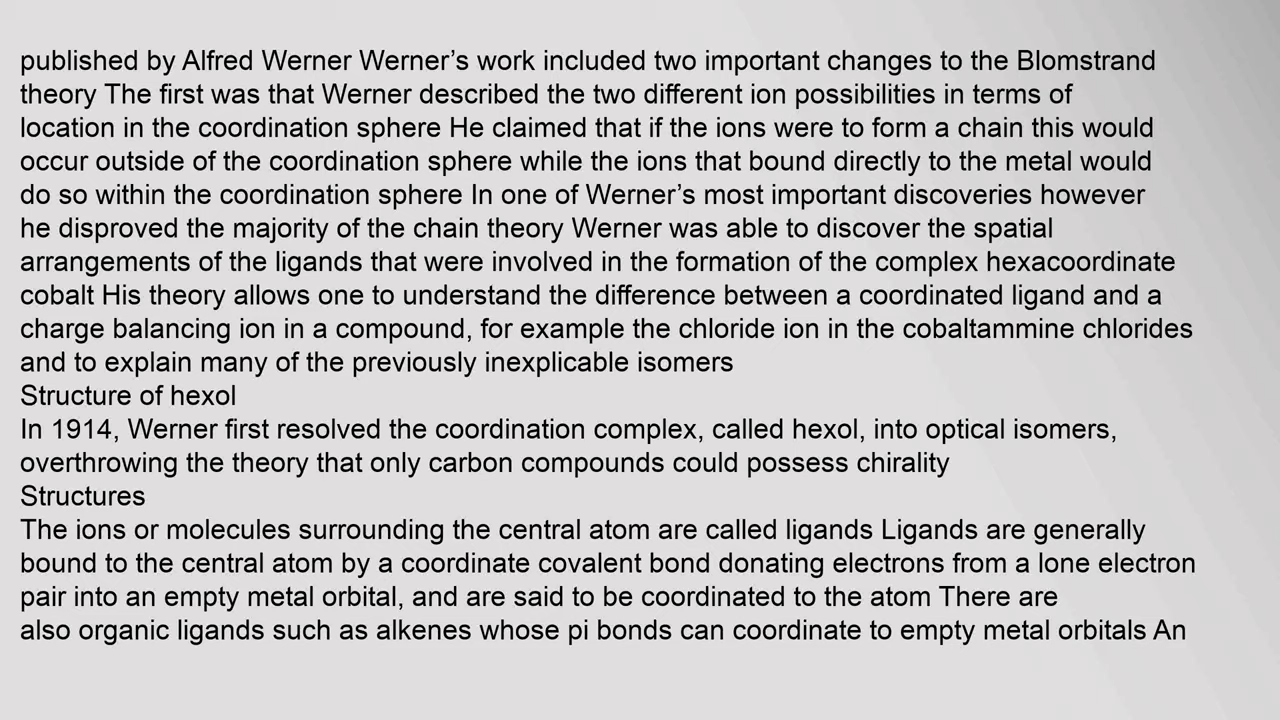 published by Alfred Werner Werner’s work included two important changes to the Blomstrand
theory The first was that Werner described the two different ion possibilities in terms of
location in the coordination sphere He claimed that if the ions were to form a chain this would
occur outside of the coordination sphere while the ions that bound directly to the metal would
do so within the coordination sphere In one of Werner’s most important discoveries however
he disproved the majority of the chain theory Werner was able to discover the spatial
arrangements of the ligands that were involved in the formation of the complex hexacoordinate
cobalt His theory allows one to understand the difference between a coordinated ligand and a
charge balancing ion in a compound, for example the chloride ion in the cobaltammine chlorides
and to explain many of the previously inexplicable isomers
Structure of hexol
In 1914, Werner first resolved the coordination complex, called hexol, into optical isomers,
overthrowing the theory that only carbon compounds could possess chirality
Structures
The ions or molecules surrounding the central atom are called ligands Ligands are generally
bound to the central atom by a coordinate covalent bond donating electrons from a lone electron
pair into an empty metal orbital, and are said to be coordinated to the atom There are
also organic ligands such as alkenes whose pi bonds can coordinate to empty metal orbitals An